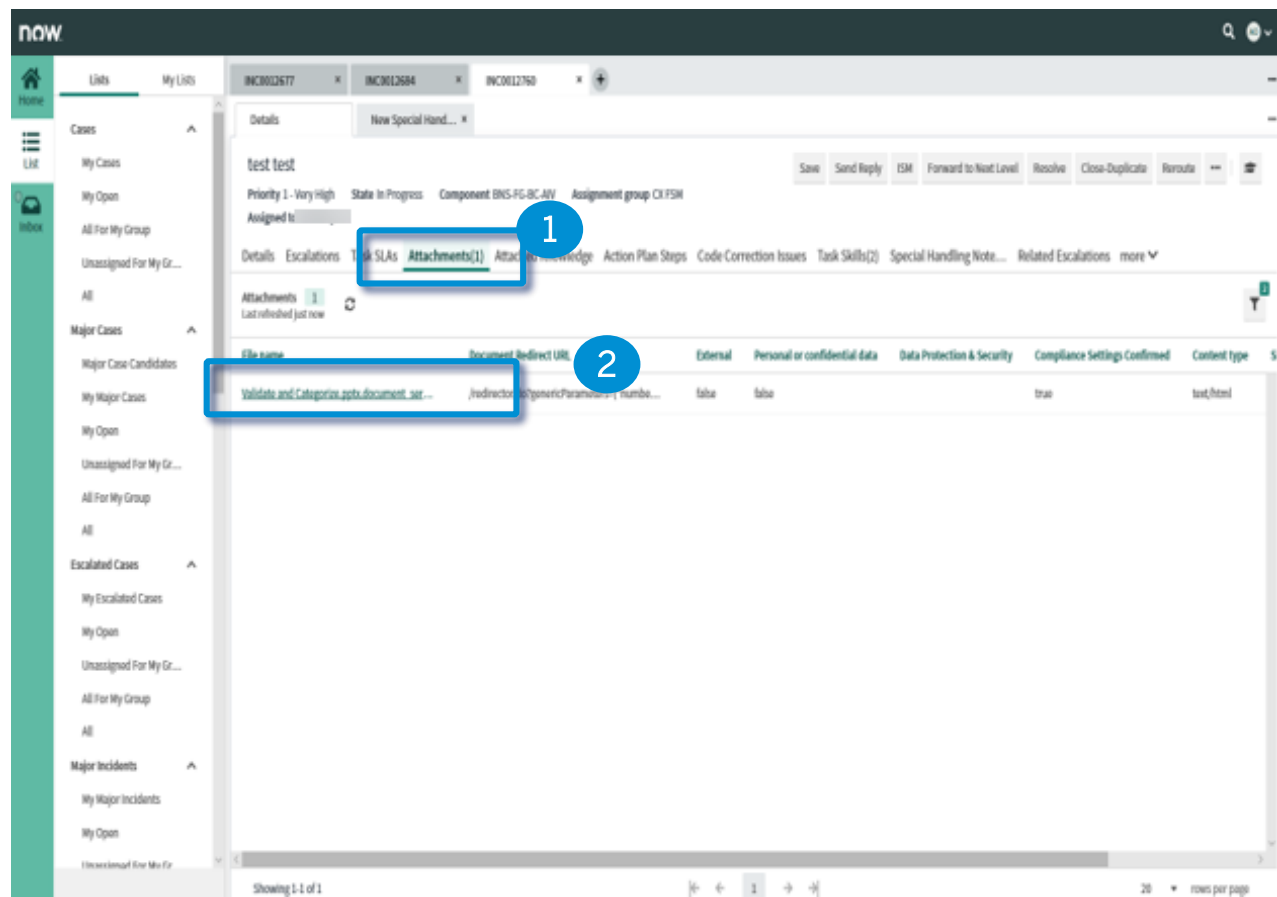 now.
Home
List
Inbox
Lists My Lists
Cases
My Cases
My Open
All For My Group
Unassigned For My Gr...
All
Major Cases
Major Case Candidates
My Major Cases
My Open
Unassigned For My Gr...
All For My Group
All
Escalated Cases
My Escalated Cases
My Open
Unassigned For My Gr...
All For My Group
All
Major Incidents
My Major Incidents
My Open
Unassigned For My Gr
INC0012677 × INC0012684 × INC0012760 × +
Details New Special Hand... ×
test test
Save Send Reply ISM Forward to Next Level Resolve Close-Duplicate Reroute ...
Priority 1 - Very High State In Progress Component BNS-FG-BC-AIV Assignment group CX FSM
Assigned to
1
Details Escalations Task SLAs Attachments(1) Action Plan Steps Code Correction Issues Task Skills(2) Special Handling Note... Related Escalations more
Attachments 1
Last refreshed just now
2
File name Document Redirect URL External Personal or confidential data Data Protection & Security Compliance Settings Confirmed Content type S
Validate and Categorize.pptx.document_ser... false false true text/html
Showing 1-1 of 1
1
20 rows per page